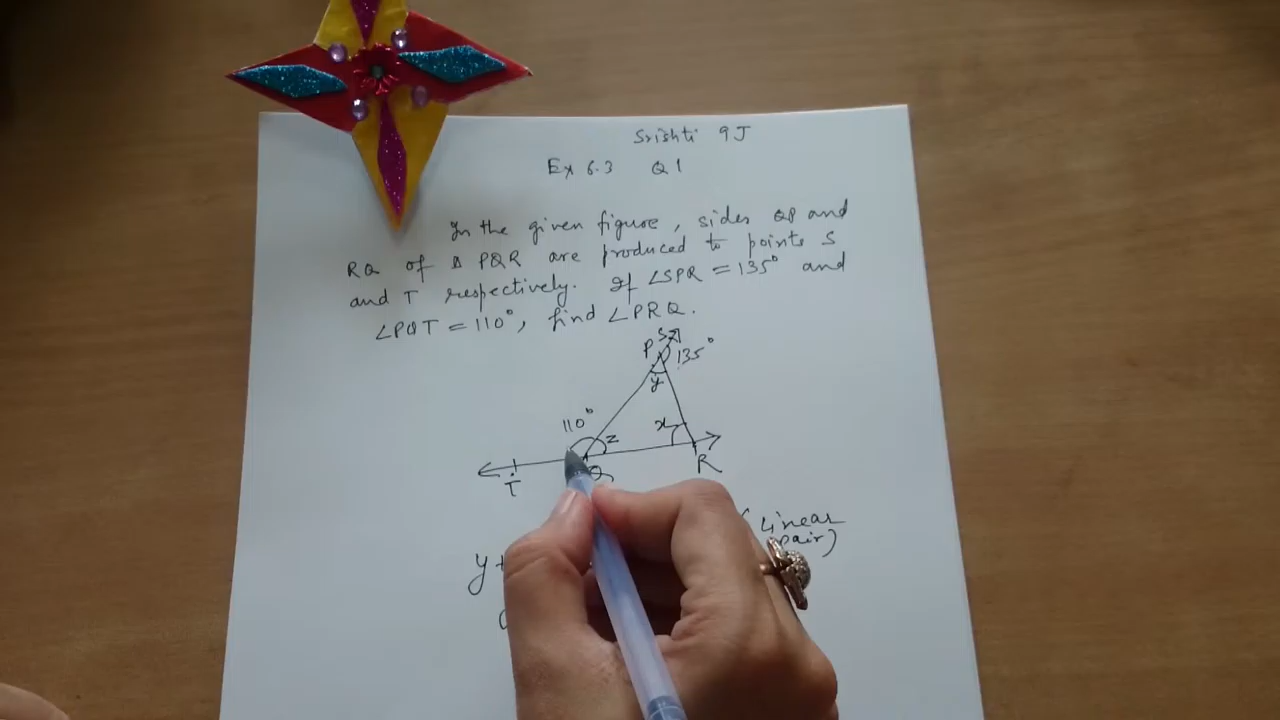 Srishti 9J
Ex 6.3 Q1
In the given figure, sides QP and
RQ of Δ PQR are produced to points S
and T respectively. If ∠SPR = 135° and
∠PQT = 110°, find ∠PRQ.
S
P 135°
y
110°
z x
T Q R
(Linear
pair)
y +